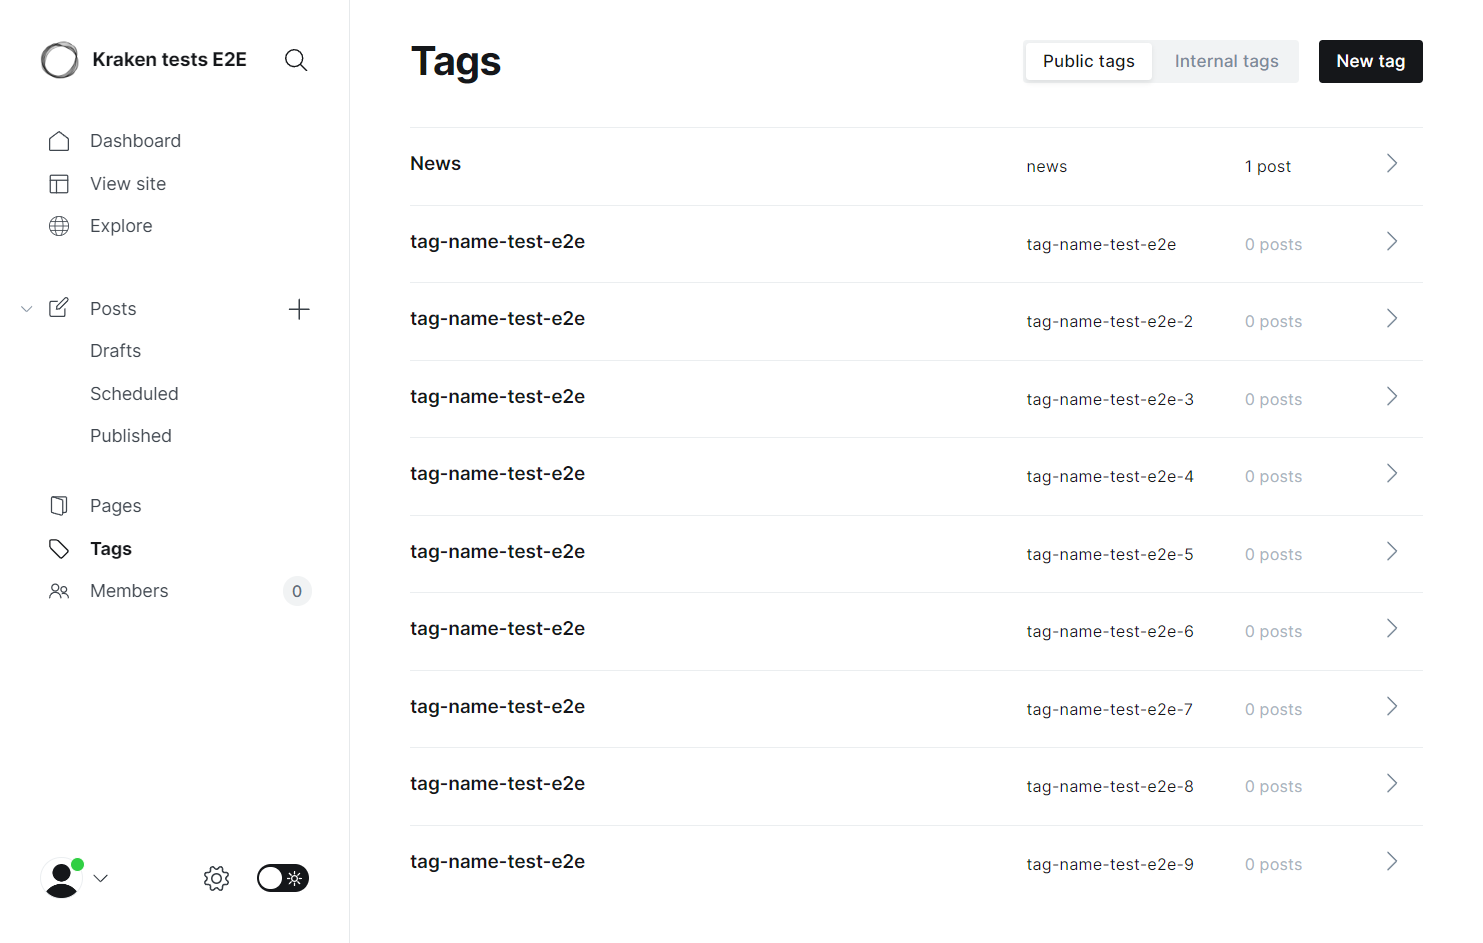 Kraken tests E2E
Dashboard
View site
Explore
Posts
Drafts
Scheduled
Published
Pages
Tags
Members 0
Tags
Public tags Internal tags New tag
News news 1 post
tag-name-test-e2e tag-name-test-e2e 0 posts
tag-name-test-e2e tag-name-test-e2e-2 0 posts
tag-name-test-e2e tag-name-test-e2e-3 0 posts
tag-name-test-e2e tag-name-test-e2e-4 0 posts
tag-name-test-e2e tag-name-test-e2e-5 0 posts
tag-name-test-e2e tag-name-test-e2e-6 0 posts
tag-name-test-e2e tag-name-test-e2e-7 0 posts
tag-name-test-e2e tag-name-test-e2e-8 0 posts
tag-name-test-e2e tag-name-test-e2e-9 0 posts